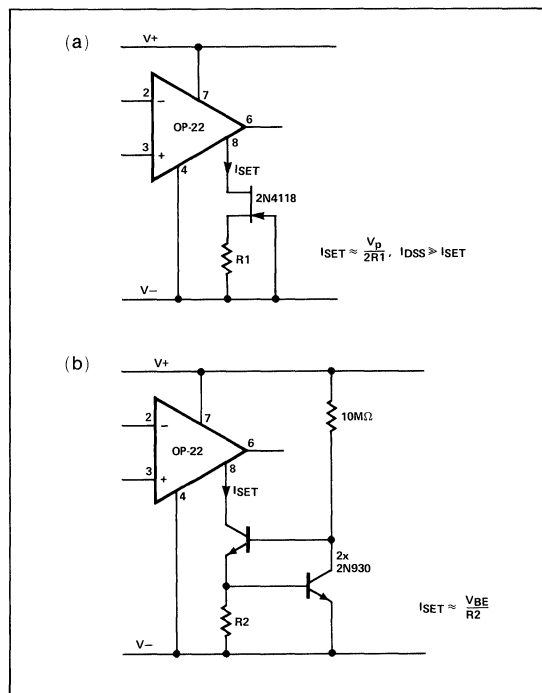 (a)
V+
2
−
7
OP-22
6
3
+
8
4
ISET
2N4118
R1
ISET ≈ Vp/2R1, IDSS ⩾ ISET
V−
(b)
V+
10MΩ
2
−
7
OP-22
6
3
+
8
4
ISET
2x
2N930
R2
ISET ≈ VBE/R2
V−